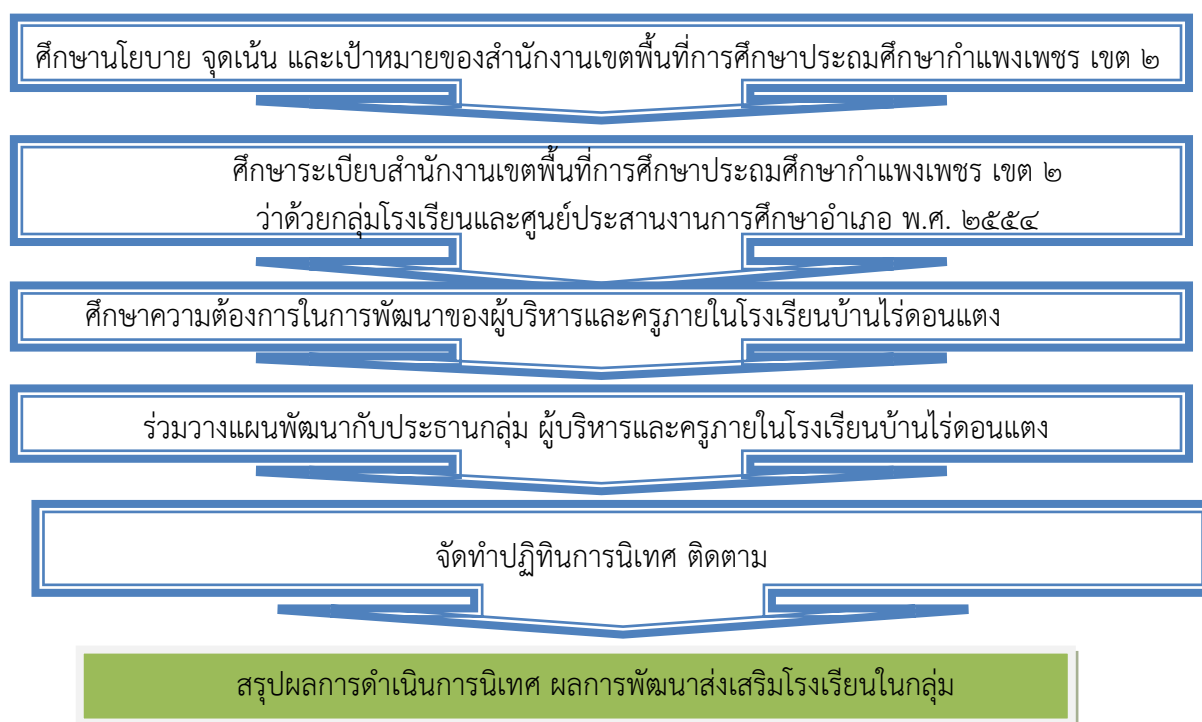 ศึกษานโยบาย จุดเน้น และเป้าหมายของสำนักงานเขตพื้นที่การศึกษาประถมศึกษากำแพงเพชร เขต ๒
ศึกษาระเบียบสำนักงานเขตพื้นที่การศึกษาประถมศึกษากำแพงเพชร เขต ๒
ว่าด้วยกลุ่มโรงเรียนและศูนย์ประสานงานการศึกษาอำเภอ พ.ศ. ๒๕๕๔
ศึกษาความต้องการในการพัฒนาของผู้บริหารและครูภายในโรงเรียนบ้านไร่ดอนแตง
ร่วมวางแผนพัฒนากับประธานกลุ่ม ผู้บริหารและครูภายในโรงเรียนบ้านไร่ดอนแตง
จัดทำปฏิทินการนิเทศ ติดตาม
สรุปผลการดำเนินการนิเทศ ผลการพัฒนาส่งเสริมโรงเรียนในกลุ่ม